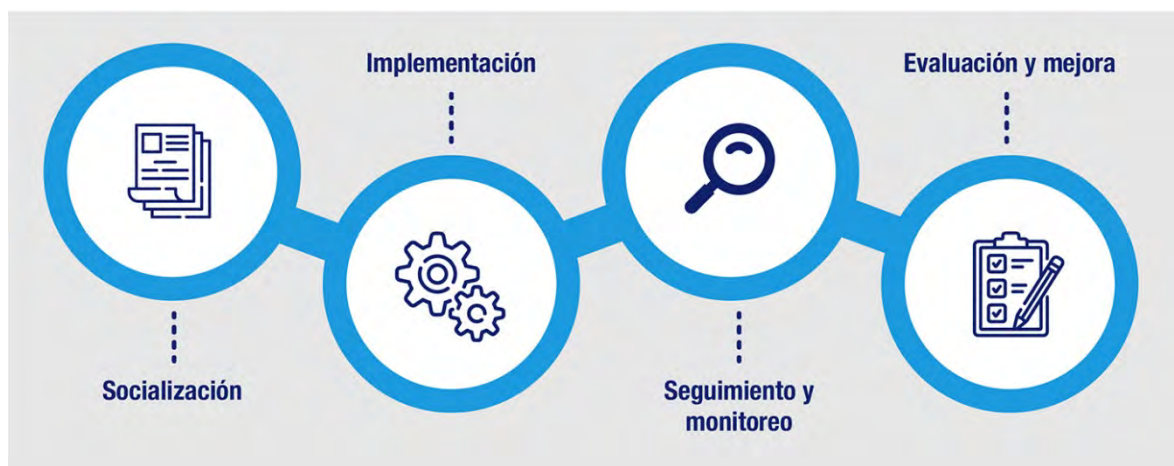 Socialización
Implementación
Seguimiento y
monitoreo
Evaluación y mejora